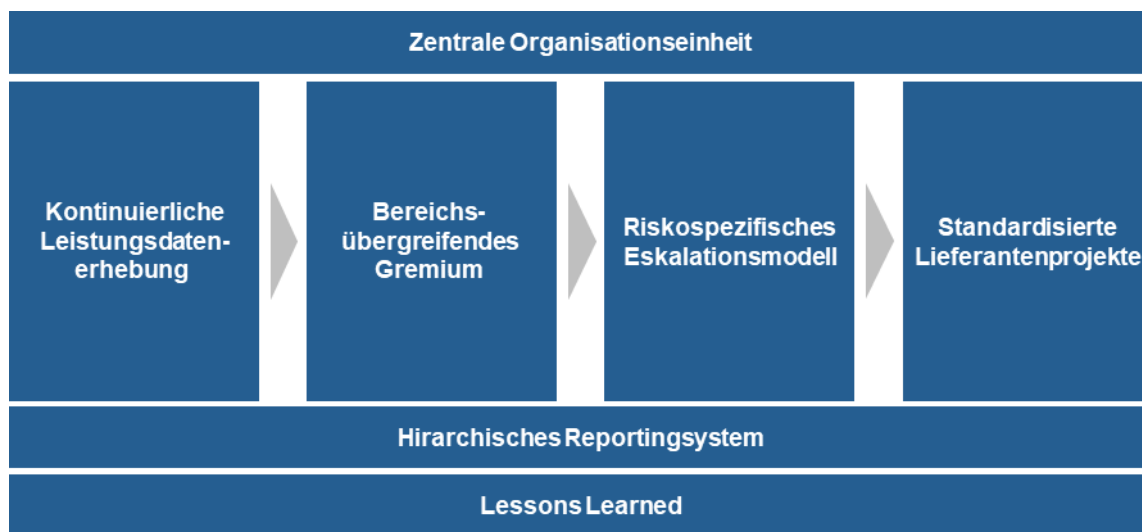 Zentrale Organisationseinheit
Kontinuierliche
Leistungsdaten-
erhebung
Bereichs-
übergreifendes
Gremium
Riskospezifisches
Eskalationsmodell
Standardisierte
Lieferantenprojekte
Hirarchisches Reportingsystem
Lessons Learned